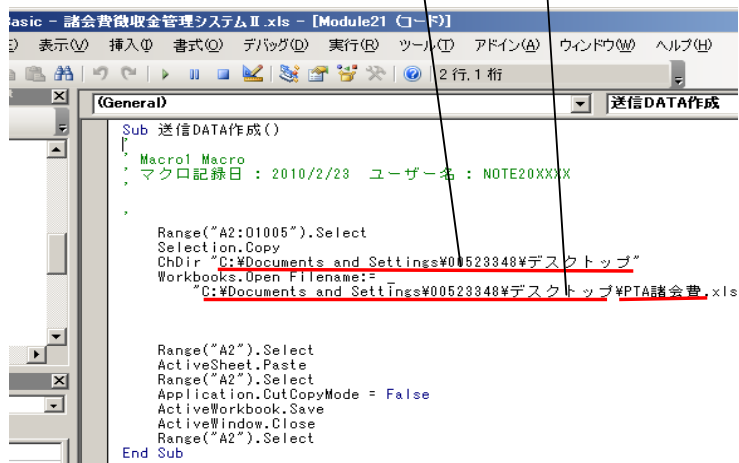 Basic - 諸会費徴収金管理システムⅡ.xls - [Module21 (コード)]
表示(V) 挿入(I) 書式(O) デバッグ(D) 実行(R) ツール(T) アドイン(A) ウィンドウ(W) ヘルプ(H)
2 行, 1 桁
(General)
送信DATA作成
Sub 送信DATA作成()
'
' Macro1 Macro
' マクロ記録日 : 2010/2/23 ユーザー名 : NOTE20XXXX
'
'
Range("A2:O1005").Select
Selection.Copy
ChDir "C:¥Documents and Settings¥00523348¥デスクトップ"
Workbooks.Open Filename:= _
"C:¥Documents and Settings¥00523348¥デスクトップ¥PTA諸会費.xls
Range("A2").Select
ActiveSheet.Paste
Range("A2").Select
Application.CutCopyMode = False
ActiveWorkbook.Save
ActiveWindow.Close
Range("A2").Select
End Sub